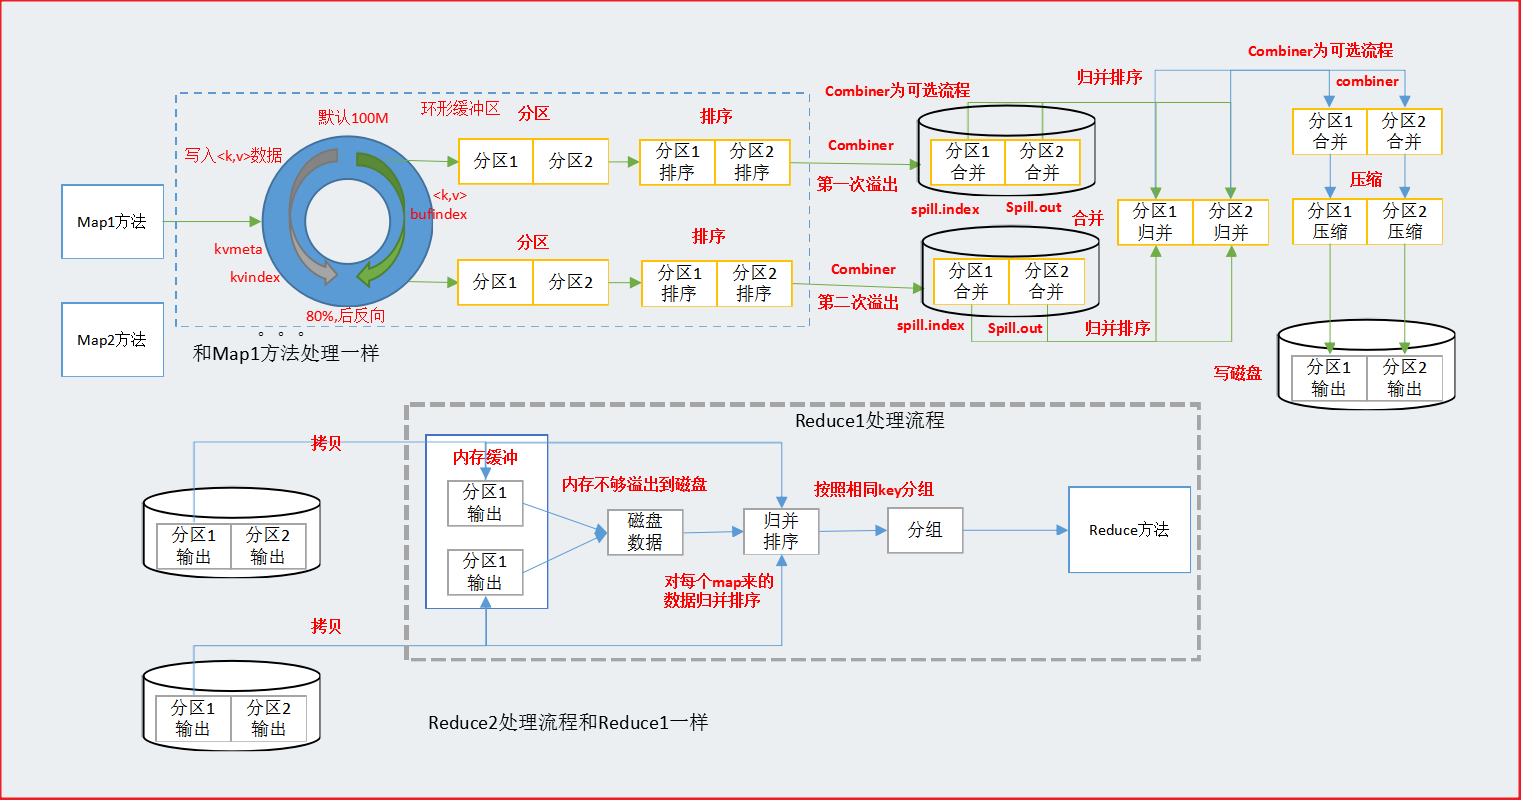 Combiner为可选流程
归并排序
combiner
Combiner为可选流程
默认100M
环形缓冲区
分区
排序
分区1
合并
分区2
合并
写入<k,v>数据
分区1
分区2
分区1
排序
分区2
排序
Combiner
分区1
合并
分区2
合并
第一次溢出
压缩
<k,v>
bufindex
spill.index
Spill.out
合并
分区1
归并
分区2
归并
分区1
压缩
分区2
压缩
Map1方法
kvmeta
kvindex
分区
排序
分区1
分区2
分区1
排序
分区2
排序
Combiner
分区1
合并
分区2
合并
第二次溢出
80%,后反向
spill.index
Spill.out
归并排序
Map2方法
。。。
和Map1方法处理一样
写磁盘
分区1
输出
分区2
输出
Reduce1处理流程
拷贝
内存缓冲
内存不够溢出到磁盘
按照相同key分组
分区1
输出
分区1
输出
分区2
输出
磁盘
数据
归并
排序
分组
Reduce方法
分区1
输出
对每个map来的
数据归并排序
拷贝
分区1
输出
分区2
输出
Reduce2处理流程和Reduce1一样